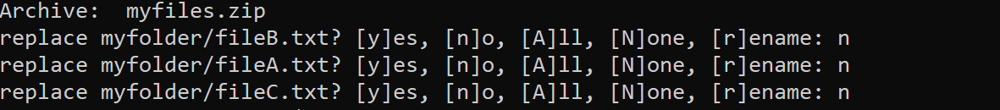 Archive:  myfiles.zip
replace myfolder/fileB.txt? [y]es, [n]o, [A]ll, [N]one, [r]ename: n
replace myfolder/fileA.txt? [y]es, [n]o, [A]ll, [N]one, [r]ename: n
replace myfolder/fileC.txt? [y]es, [n]o, [A]ll, [N]one, [r]ename: n